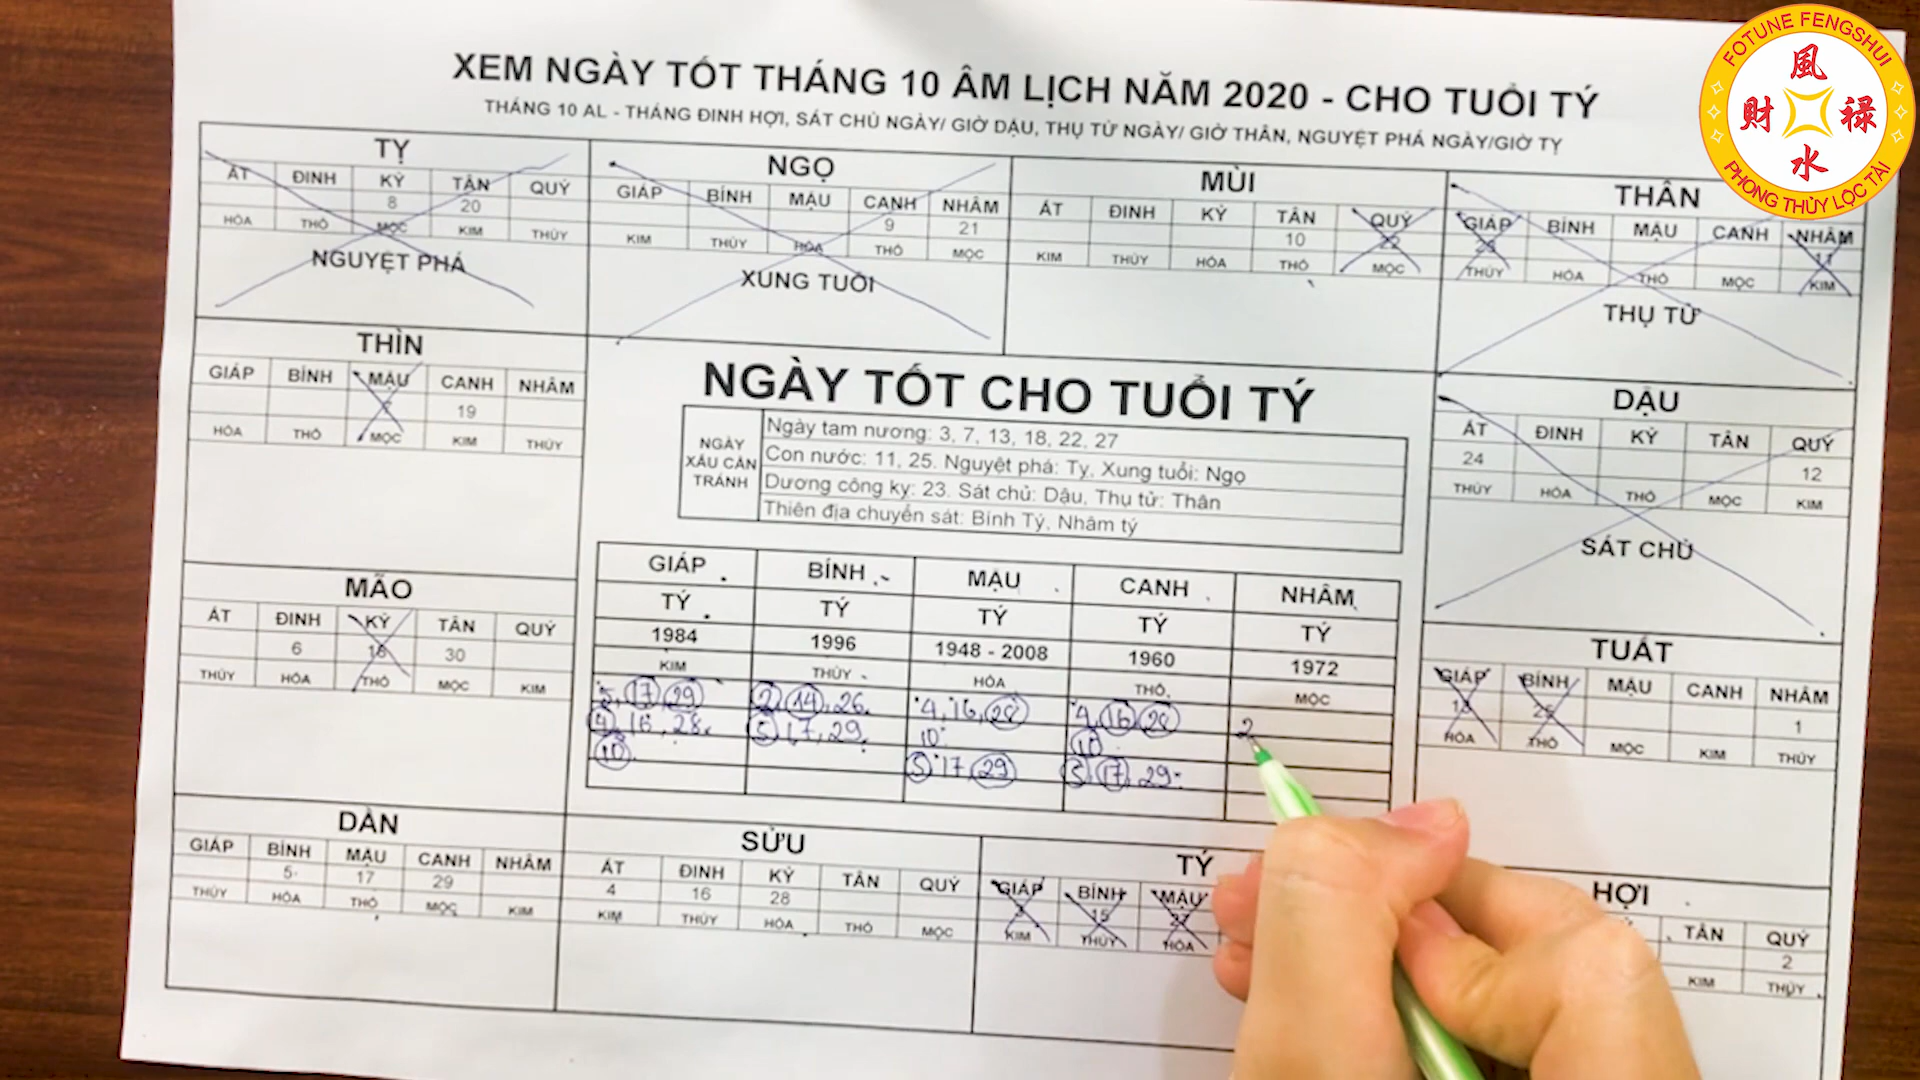 XEM NGÀY TỐT THÁNG 10 ÂM LỊCH NĂM 2020 - CHO TUỔI TÝ
THÁNG 10 AL - THÁNG ĐINH HỢI, SÁT CHỦ NGÀY/ GIỜ DẬU, THỤ TỬ NGÀY/ GIỜ THÂN, NGUYỆT PHÁ NGÀY/GIỜ TỴ
FOTUNE FENGSHUI
風
財 祿
水
PHONG THỦY LỘC TÀI
TỴ
ẤT ĐINH KỶ TÂN QUÝ
8 20
HỎA THỔ MỘC KIM THỦY
NGUYỆT PHÁ
NGỌ
GIÁP BÍNH MẬU CANH NHÂM
9 21
KIM THỦY HỎA THỔ MỘC
XUNG TUỔI
MÙI
ẤT ĐINH KỶ TÂN QUÝ
10 22
KIM THỦY HỎA THỔ MỘC
THÂN
GIÁP BÍNH MẬU CANH NHÂM
23 11
THỦY HỎA THỔ MỘC KIM
THỤ TỬ
THÌN
GIÁP BÍNH MẬU CANH NHÂM
7 19
HỎA THỔ MỘC KIM THỦY
NGÀY TỐT CHO TUỔI TÝ
NGÀY XẤU CẦN TRÁNH
Ngày tam nương: 3, 7, 13, 18, 22, 27
Con nước: 11, 25. Nguyệt phá: Tỵ, Xung tuổi: Ngọ
Dương công kỵ: 23. Sát chủ: Dậu, Thụ tử: Thân
Thiên địa chuyển sát: Bính Tý, Nhâm tý
DẬU
ẤT ĐINH KỶ TÂN QUÝ
24 12
THỦY HỎA THỔ MỘC KIM
SÁT CHỦ
MÃO
ẤT ĐINH KỶ TÂN QUÝ
6 18 30
THỦY HỎA THỔ MỘC KIM
GIÁP BÍNH MẬU CANH NHÂM
TÝ TÝ TÝ TÝ TÝ
1984 1996 1948 - 2008 1960 1972
KIM THỦY HỎA THỔ MỘC
5, 17 29 2, 14, 26. 4, 16, 28 4, 16 28 2
4, 16, 28. 5 17, 29. 10 10
10 5 17, 29 5, 17, 29
TUẤT
GIÁP BÍNH MẬU CANH NHÂM
13 25 1
HỎA THỔ MỘC KIM THỦY
DẦN
GIÁP BÍNH MẬU CANH NHÂM
5 17 29
THỦY HỎA THỔ MỘC KIM
SỬU
ẤT ĐINH KỶ TÂN QUÝ
4 16 28
KIM THỦY HỎA THỔ MỘC
TÝ
GIÁP BÍNH MẬU
3 15 27
KIM THỦY HỎA
HỢI
TÂN QUÝ
2
KIM THỦY